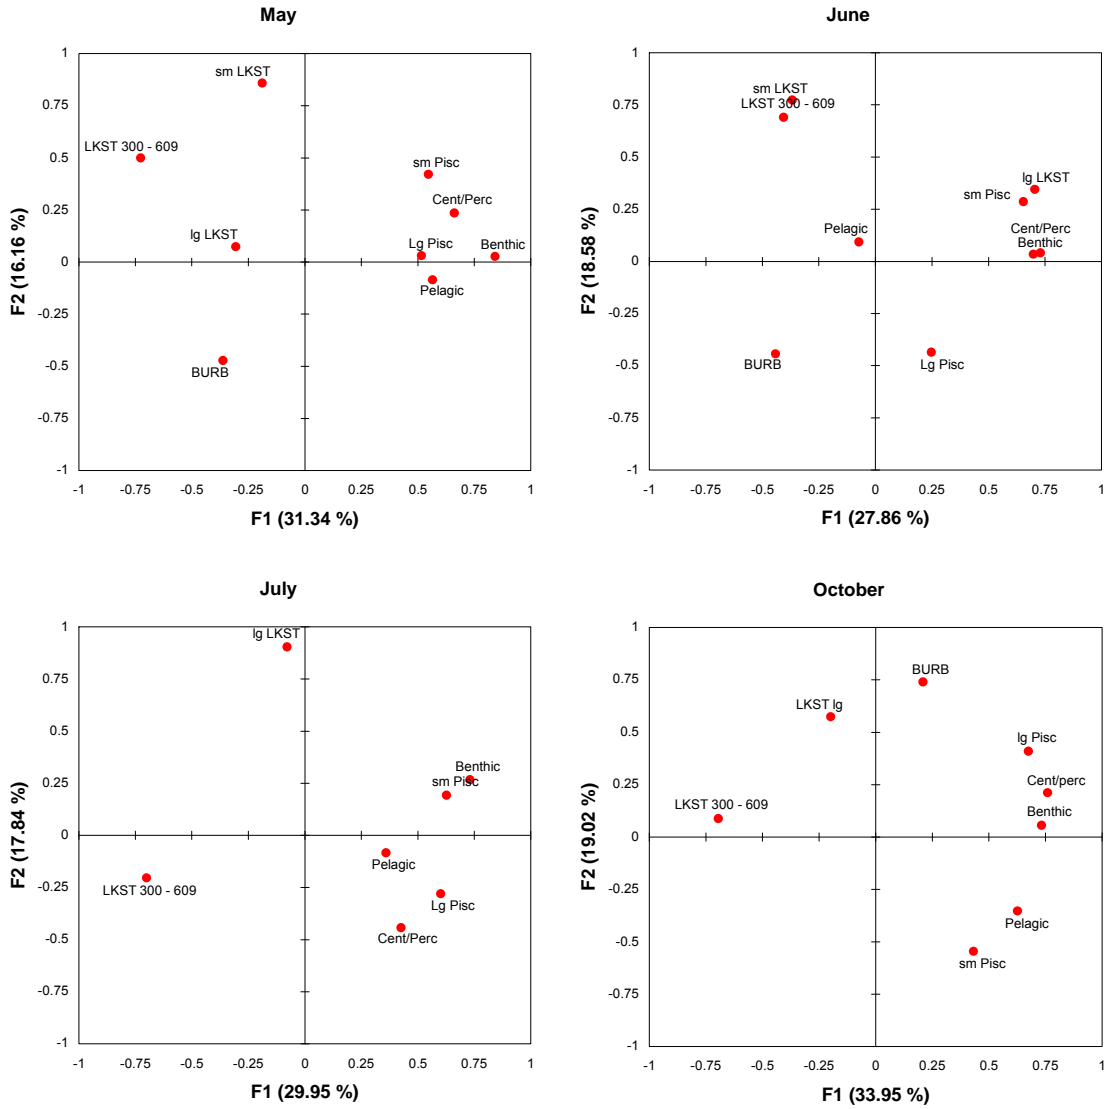 May
1
0.75
0.5
0.25
0
-0.25
-0.5
-0.75
-1
F2 (16.16 %)
sm LKST
LKST 300 - 609
sm Pisc
Cent/Perc
lg LKST
Lg Pisc
Benthic
Pelagic
BURB
-1
-0.75
-0.5
-0.25
0
0.25
0.5
0.75
1
F1 (31.34 %)
June
1
0.75
0.5
0.25
0
-0.25
-0.5
-0.75
-1
F2 (18.58 %)
sm LKST
LKST 300 - 609
lg LKST
sm Pisc
Pelagic
Cent/Perc
Benthic
BURB
Lg Pisc
-1
-0.75
-0.5
-0.25
0
0.25
0.5
0.75
1
F1 (27.86 %)
July
1
0.75
0.5
0.25
0
-0.25
-0.5
-0.75
-1
F2 (17.84 %)
lg LKST
Benthic
sm Pisc
Pelagic
LKST 300 - 609
Lg Pisc
Cent/Perc
-1
-0.75
-0.5
-0.25
0
0.25
0.5
0.75
1
F1 (29.95 %)
October
1
0.75
0.5
0.25
0
-0.25
-0.5
-0.75
-1
F2 (19.02 %)
BURB
LKST lg
lg Pisc
Cent/perc
LKST 300 - 609
Benthic
Pelagic
sm Pisc
-1
-0.75
-0.5
-0.25
0
0.25
0.5
0.75
1
F1 (33.95 %)